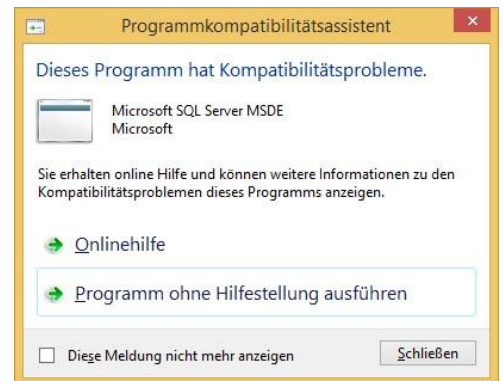 Programmkompatibilitätsassistent
Dieses Programm hat Kompatibilitätsprobleme.
Microsoft SQL Server MSDE
Microsoft
Sie erhalten online Hilfe und können weitere Informationen zu den
Kompatibilitätsproblemen dieses Programms anzeigen.
Onlinehilfe
Programm ohne Hilfestellung ausführen
Diese Meldung nicht mehr anzeigen
Schließen